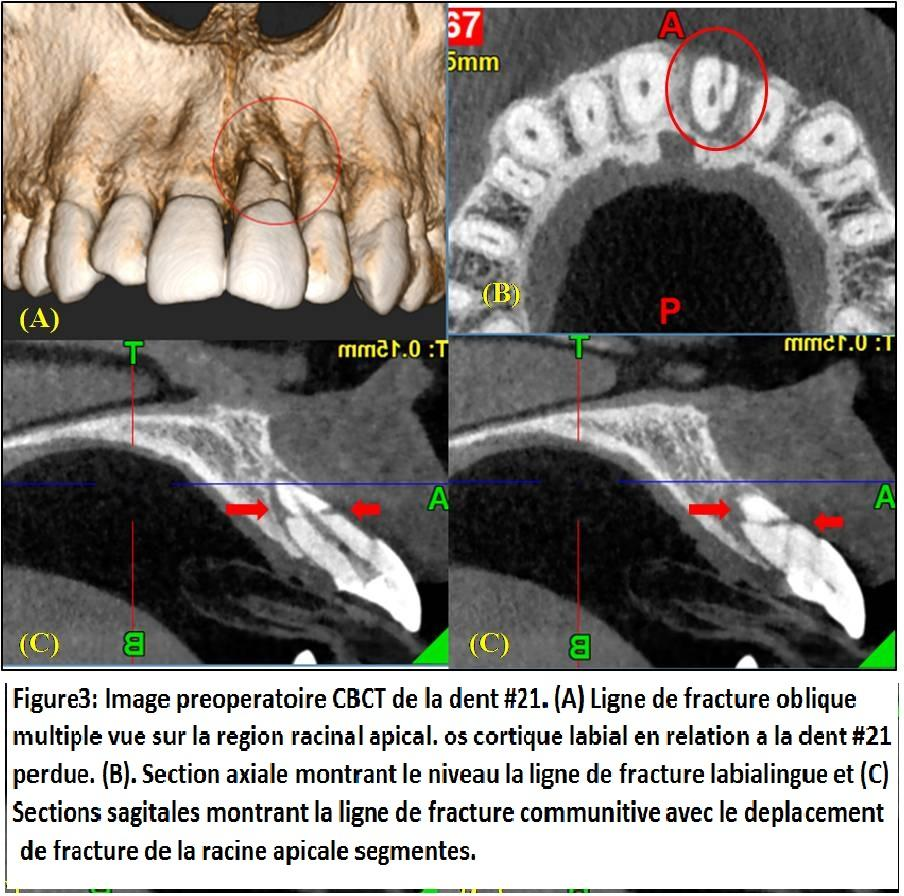 67
A
5mm
(A)
(B)
P
T
T: 0.15mm
A
(C)
B
T
T: 0.15mm
A
(C)
B
Figure3: Image preoperatoire CBCT de la dent #21. (A) Ligne de fracture oblique
multiple vue sur la region racinal apical. os cortique labial en relation a la dent #21
perdue. (B). Section axiale montrant le niveau la ligne de fracture labialingue et (C)
Sections sagitales montrant la ligne de fracture communitive avec le deplacement
de fracture de la racine apicale segmentes.